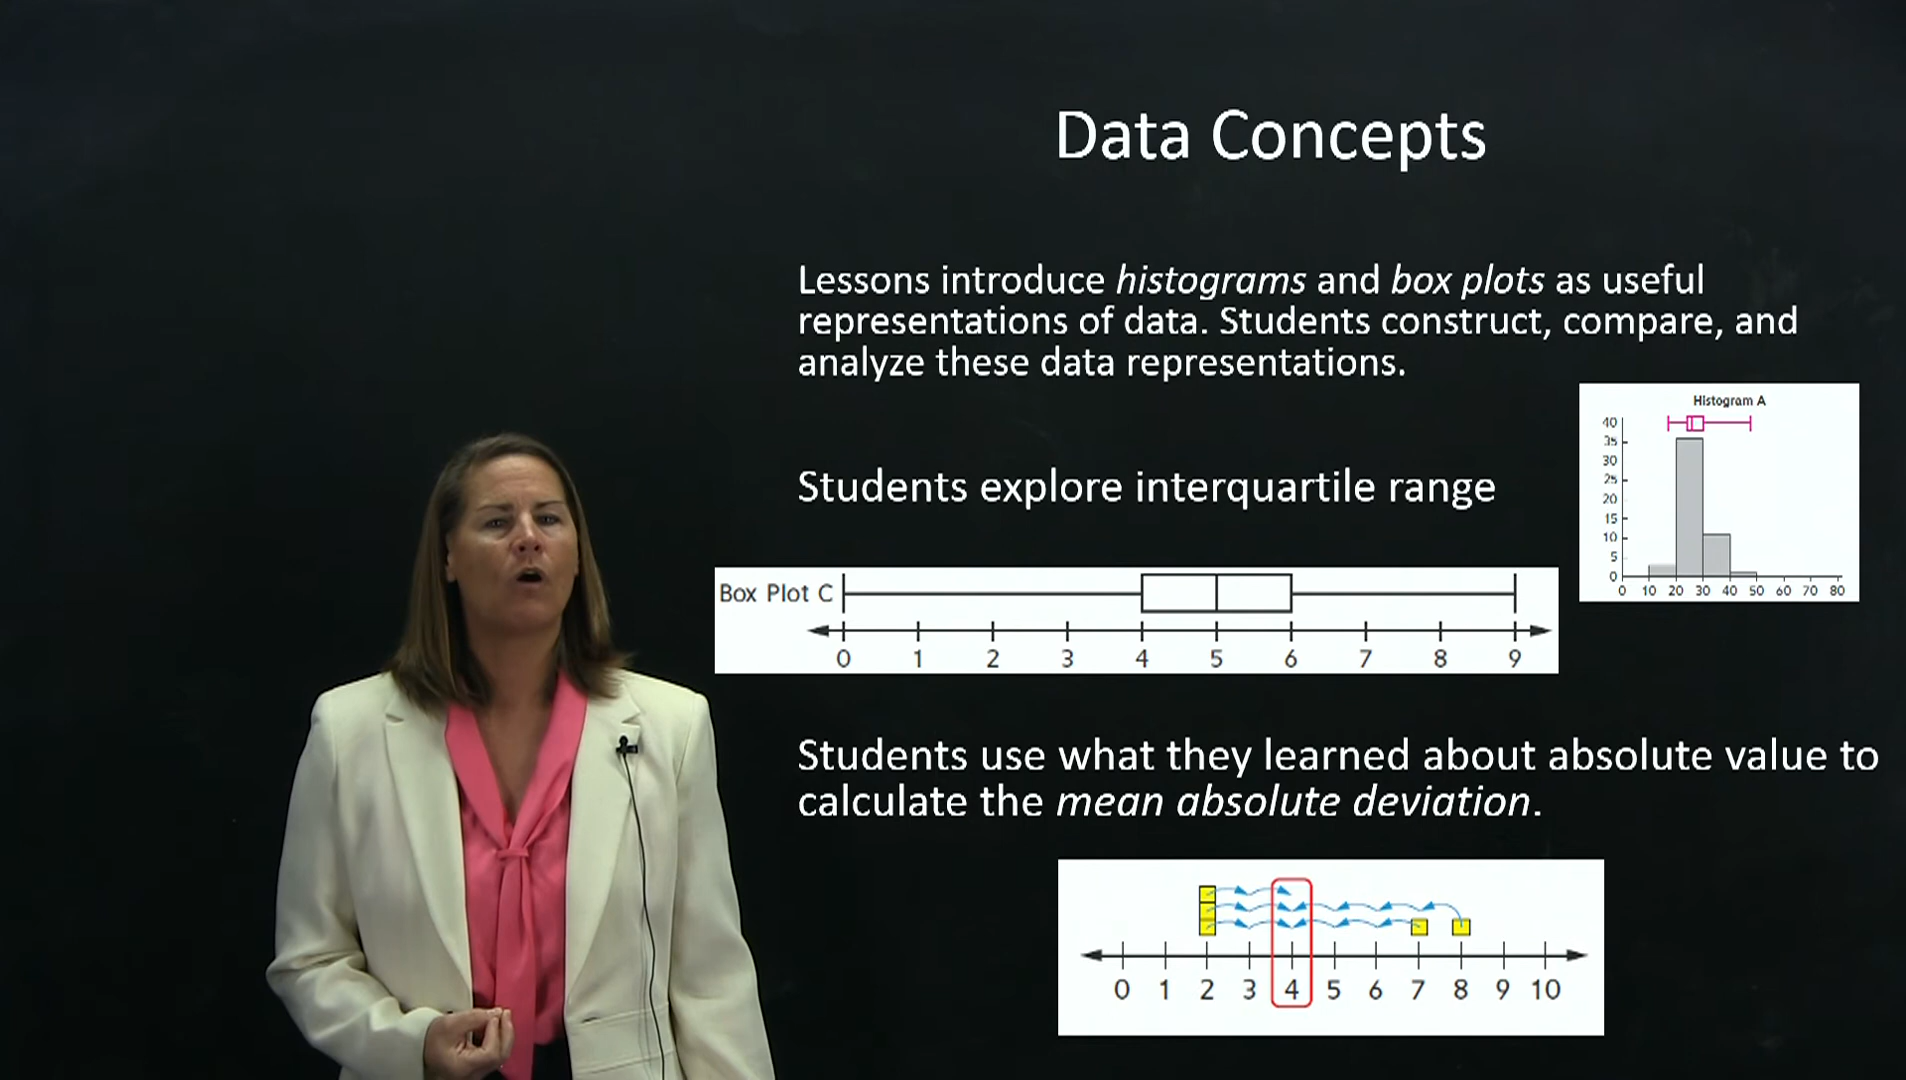 Data Concepts
Lessons introduce histograms and box plots as useful
representations of data. Students construct, compare, and
analyze these data representations.
Histogram A
40
35
30
25
20
15
10
5
0
0 10 20 30 40 50 60 70 80
Students explore interquartile range
Box Plot C
0 1 2 3 4 5 6 7 8 9
Students use what they learned about absolute value to
calculate the mean absolute deviation.
0 1 2 3 4 5 6 7 8 9 10